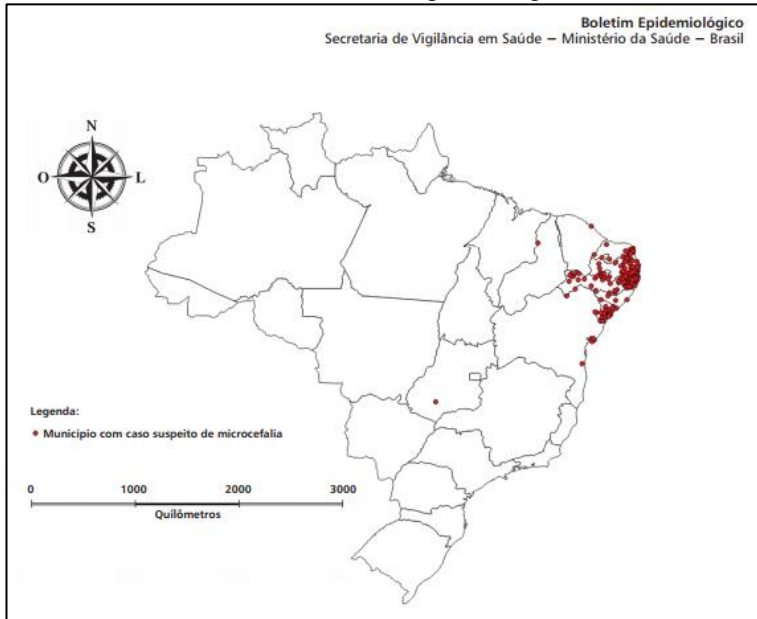 Boletim Epidemiológico
Secretaria de Vigilância em Saúde − Ministério da Saúde − Brasil
N
O L
S
Legenda:
Município com caso suspeito de microcefalia
0 1000 2000 3000
Quilômetros